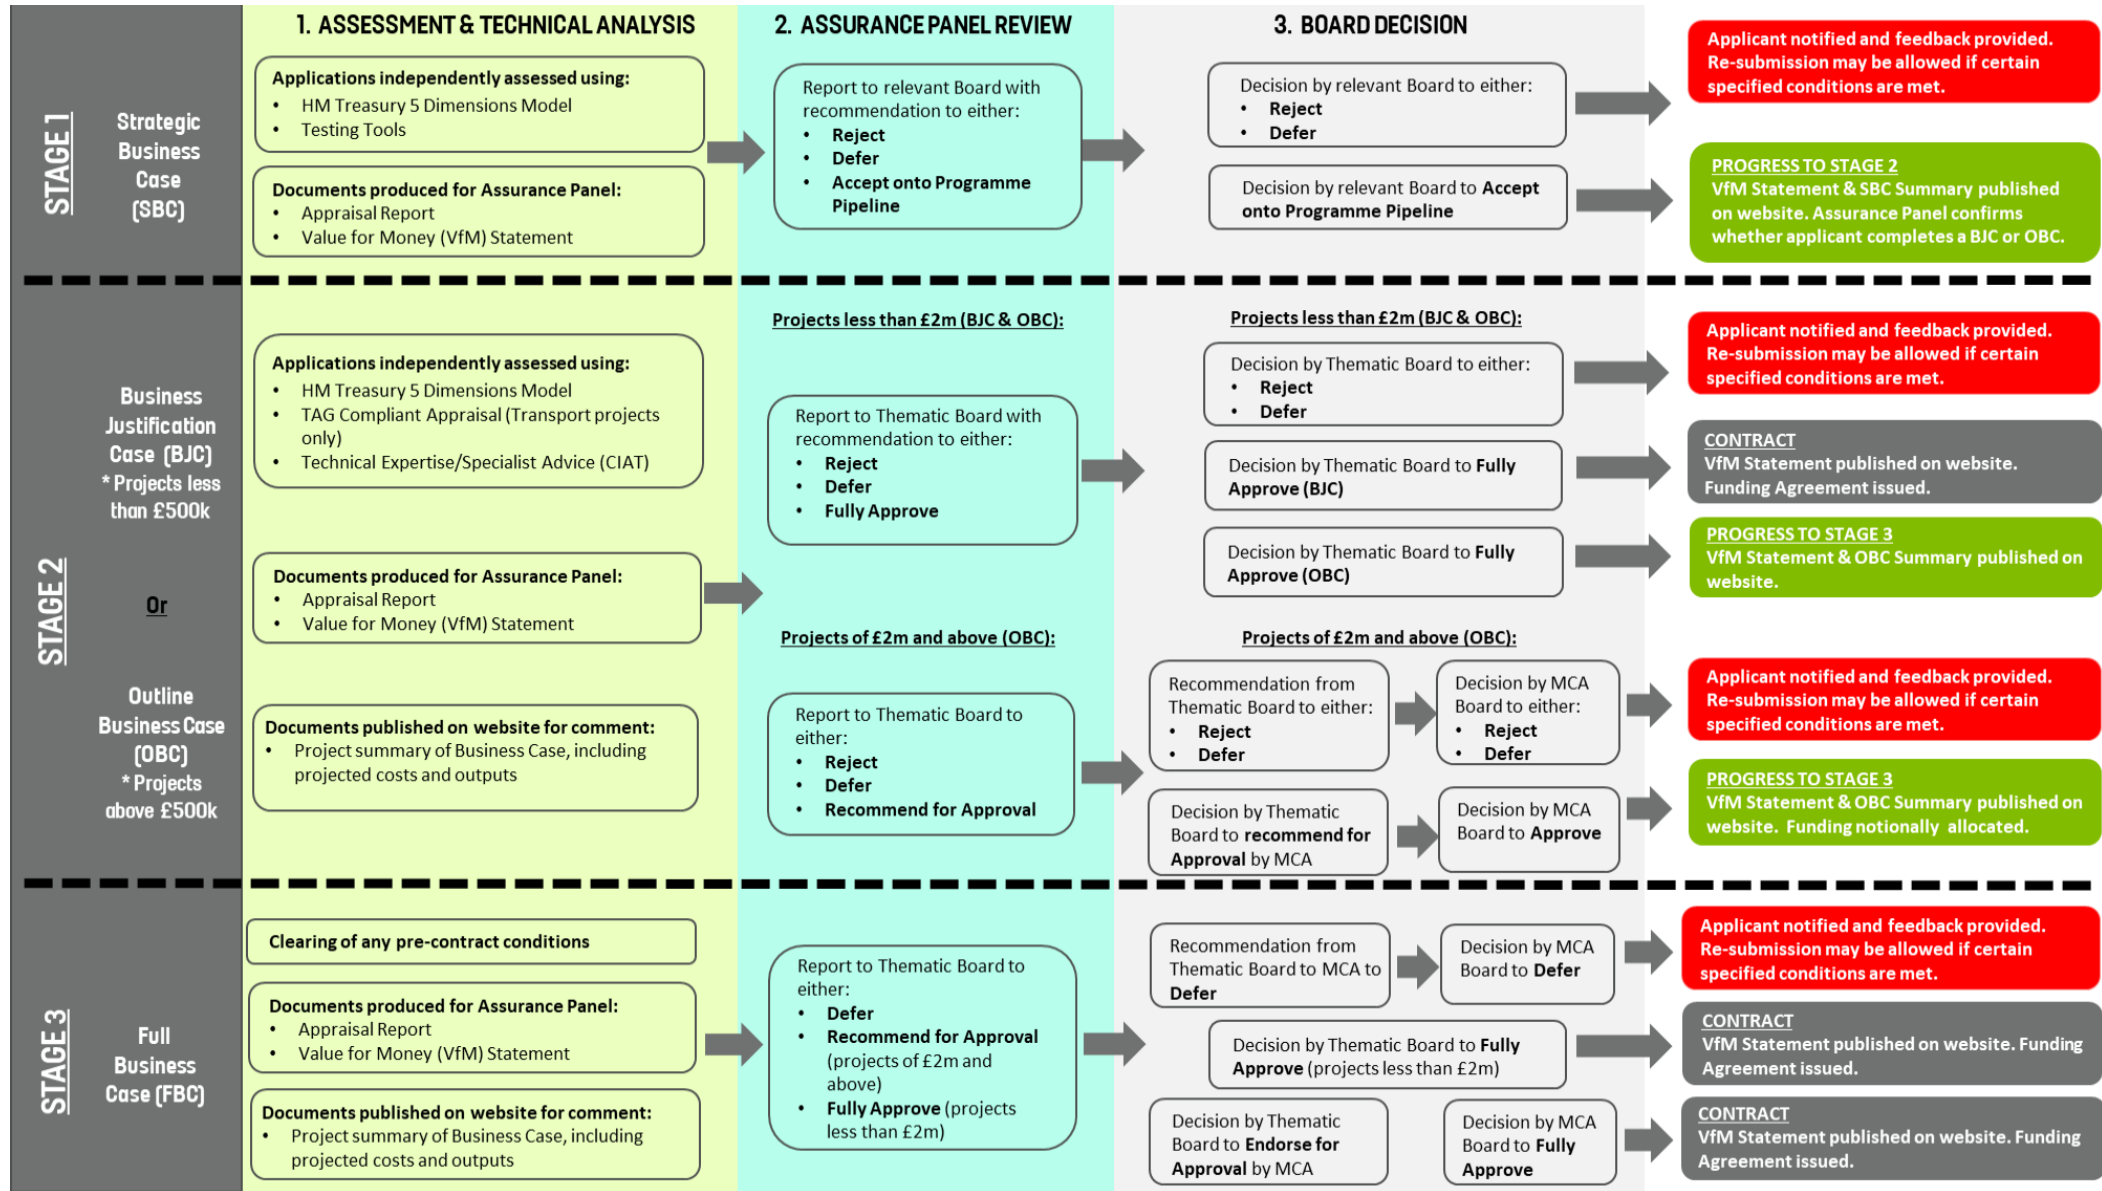 1. ASSESSMENT & TECHNICAL ANALYSIS
2. ASSURANCE PANEL REVIEW
3. BOARD DECISION
STAGE 1
Strategic
Business
Case
(SBC)
Applications independently assessed using:
• HM Treasury 5 Dimensions Model
• Testing Tools
Documents produced for Assurance Panel:
• Appraisal Report
• Value for Money (VfM) Statement
Report to relevant Board with
recommendation to either:
• Reject
• Defer
• Accept onto Programme
Pipeline
Decision by relevant Board to either:
• Reject
• Defer
Decision by relevant Board to Accept
onto Programme Pipeline
Applicant notified and feedback provided.
Re-submission may be allowed if certain
specified conditions are met.
PROGRESS TO STAGE 2
VfM Statement & SBC Summary published
on website. Assurance Panel confirms
whether applicant completes a BJC or OBC.
STAGE 2
Business
Justification
Case (BJC)
* Projects less
than £500k
Or
Outline
Business Case
(OBC)
* Projects
above £500k
Applications independently assessed using:
• HM Treasury 5 Dimensions Model
• TAG Compliant Appraisal (Transport projects
only)
• Technical Expertise/Specialist Advice (CIAT)
Documents produced for Assurance Panel:
• Appraisal Report
• Value for Money (VfM) Statement
Documents published on website for comment:
• Project summary of Business Case, including
projected costs and outputs
Projects less than £2m (BJC & OBC):
Report to Thematic Board with
recommendation to either:
• Reject
• Defer
• Fully Approve
Projects of £2m and above (OBC):
Report to Thematic Board to
either:
• Reject
• Defer
• Recommend for Approval
Projects less than £2m (BJC & OBC):
Decision by Thematic Board to either:
• Reject
• Defer
Decision by Thematic Board to Fully
Approve (BJC)
Decision by Thematic Board to Fully
Approve (OBC)
Projects of £2m and above (OBC):
Recommendation from
Thematic Board to either:
• Reject
• Defer
Decision by MCA
Board to either:
• Reject
• Defer
Decision by Thematic
Board to recommend for
Approval by MCA
Decision by MCA
Board to Approve
Applicant notified and feedback provided.
Re-submission may be allowed if certain
specified conditions are met.
CONTRACT
VfM Statement published on website.
Funding Agreement issued.
PROGRESS TO STAGE 3
VfM Statement & OBC Summary published on
website.
Applicant notified and feedback provided.
Re-submission may be allowed if certain
specified conditions are met.
PROGRESS TO STAGE 3
VfM Statement & OBC Summary published on
website. Funding notionally allocated.
STAGE 3
Full
Business
Case (FBC)
Clearing of any pre-contract conditions
Documents produced for Assurance Panel:
• Appraisal Report
• Value for Money (VfM) Statement
Documents published on website for comment:
• Project summary of Business Case, including
projected costs and outputs
Report to Thematic Board to
either:
• Defer
• Recommend for Approval
(projects of £2m and
above)
• Fully Approve (projects
less than £2m)
Recommendation from
Thematic Board to MCA to
Defer
Decision by MCA
Board to Defer
Decision by Thematic Board to Fully
Approve (projects less than £2m)
Decision by Thematic
Board to Endorse for
Approval by MCA
Decision by MCA
Board to Fully
Approve
Applicant notified and feedback provided.
Re-submission may be allowed if certain
specified conditions are met.
CONTRACT
VfM Statement published on website. Funding
Agreement issued.
CONTRACT
VfM Statement published on website. Funding
Agreement issued.